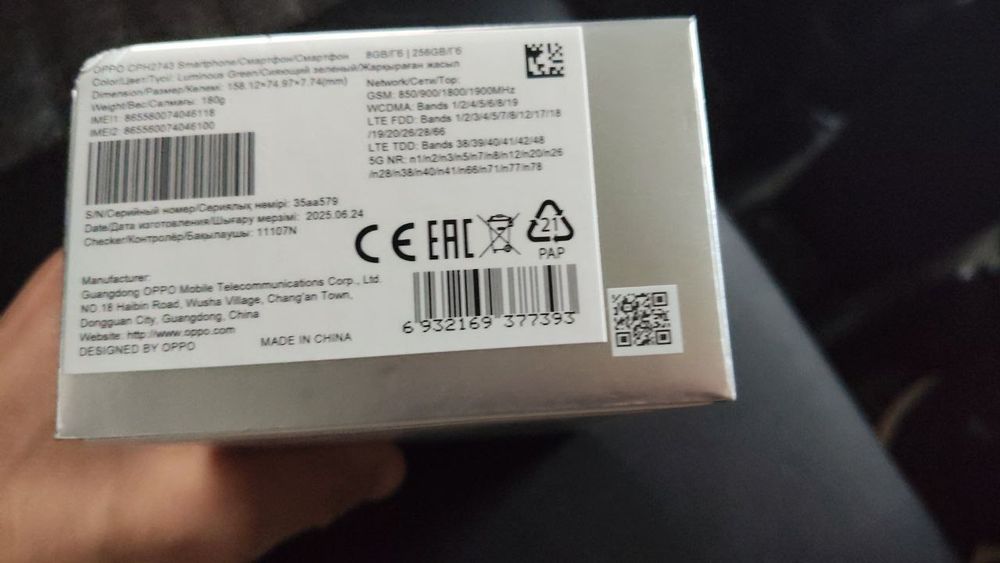 OPPO CPH2743 Smartphone/Смартфон/Смартфон 8GB/Гб | 256GB/Гб
Color/Цвет/Түсі: Luminous Green/Сияющий зеленый/Жарқыраған жасыл
Dimension/Размер/Көлемі: 158.12×74.97×7.74(mm)
Weight/Вес/Салмағы: 180g
IMEI1: 865560074046118
IMEI2: 865560074046100
Network/Сети/Тор:
GSM: 850/900/1800/1900MHz
WCDMA: Bands 1/2/4/5/6/8/19
LTE FDD: Bands 1/2/3/4/5/7/8/12/17/18
/19/20/26/28/66
LTE TDD: Bands 38/39/40/41/42/48
5G NR: n1/n2/n3/n5/n7/n8/n12/n20/n26
/n28/n38/n40/n41/n66/n71/n77/n78
S/N/Серийный номер/Сериялық нөмірі: 35aa579
Date/Дата изготовления/Шығару мерзімі: 2025.06.24
Checker/Контролёр/Бақылаушы: 11107N
CE EAC 21
PAP
Manufacturer:
Guangdong OPPO Mobile Telecommunications Corp., Ltd.
NO.18 Haibin Road, Wusha Village, Chang'an Town,
Dongguan City, Guangdong, China
Website: http://www.oppo.com
DESIGNED BY OPPO MADE IN CHINA
6 932169 377393